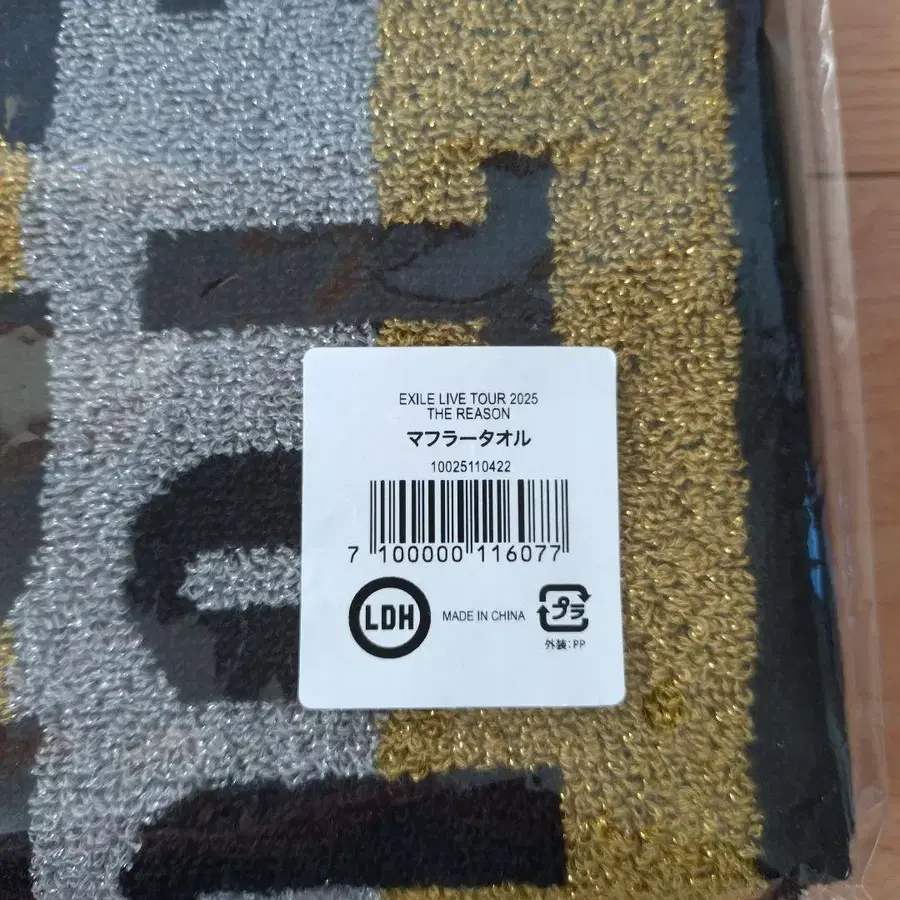 EXILE LIVE TOUR 2025
THE REASON
マフラータオル
10025110422
7 100000 116077
LDH
MADE IN CHINA
プラ
外装:PP